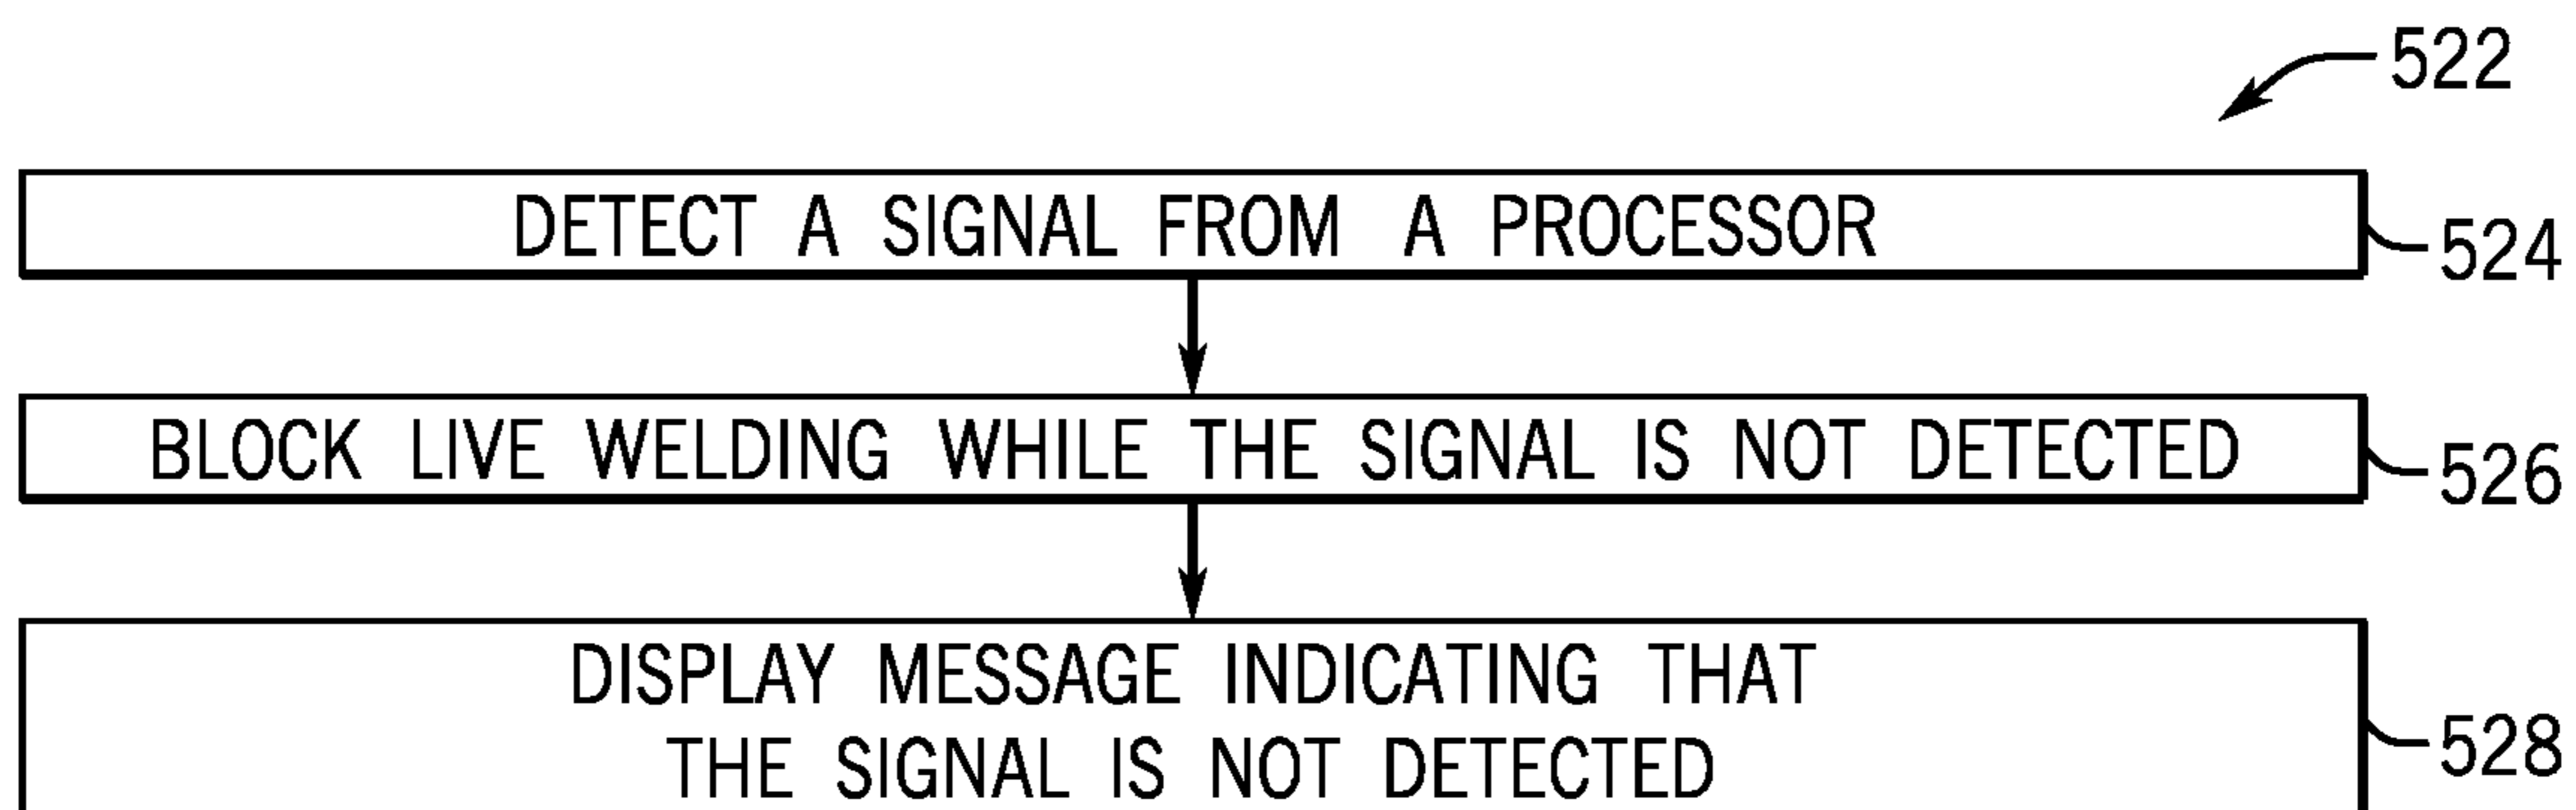 522
DETECT A SIGNAL FROM A PROCESSOR
524
BLOCK LIVE WELDING WHILE THE SIGNAL IS NOT DETECTED
526
DISPLAY MESSAGE INDICATING THAT
THE SIGNAL IS NOT DETECTED
528